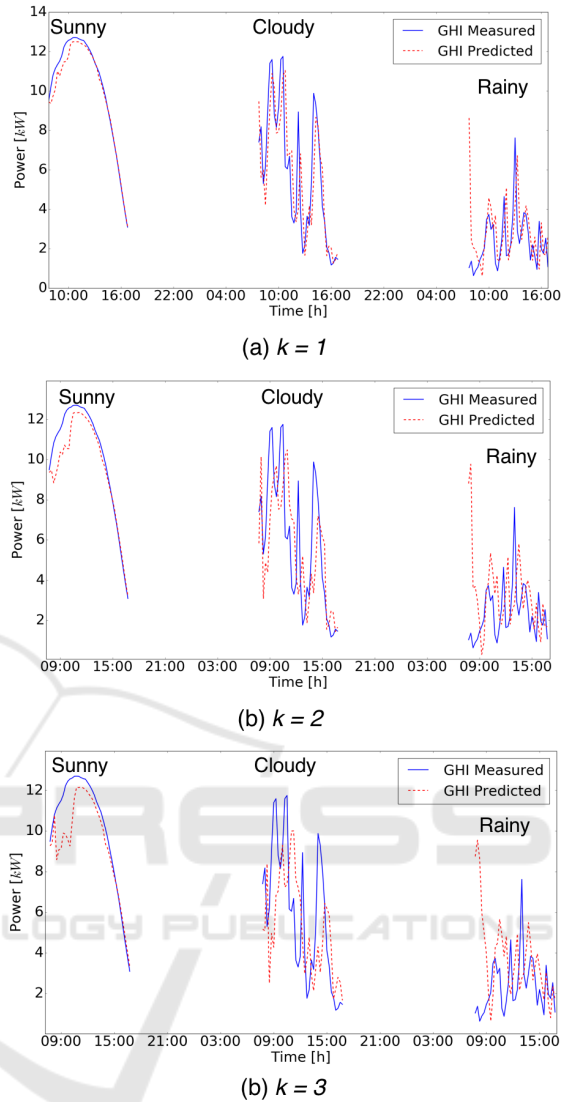 Sunny
Cloudy
GHI Measured
GHI Predicted
Rainy
14
12
10
8
6
4
2
0
Power [kW]
10:00 16:00 22:00 04:00 10:00 16:00 22:00 04:00 10:00 16:00
Time [h]
(a) k = 1
Sunny
Cloudy
GHI Measured
GHI Predicted
Rainy
12
10
8
6
4
2
Power [kW]
09:00 15:00 21:00 03:00 09:00 15:00 21:00 03:00 09:00 15:00
Time [h]
(b) k = 2
Sunny
Cloudy
GHI Measured
GHI Predicted
Rainy
12
10
8
6
4
2
Power [kW]
09:00 15:00 21:00 03:00 09:00 15:00 21:00 03:00 09:00 15:00
Time [h]
(b) k = 3
PRESS
OLOGY PUBLICATIONS